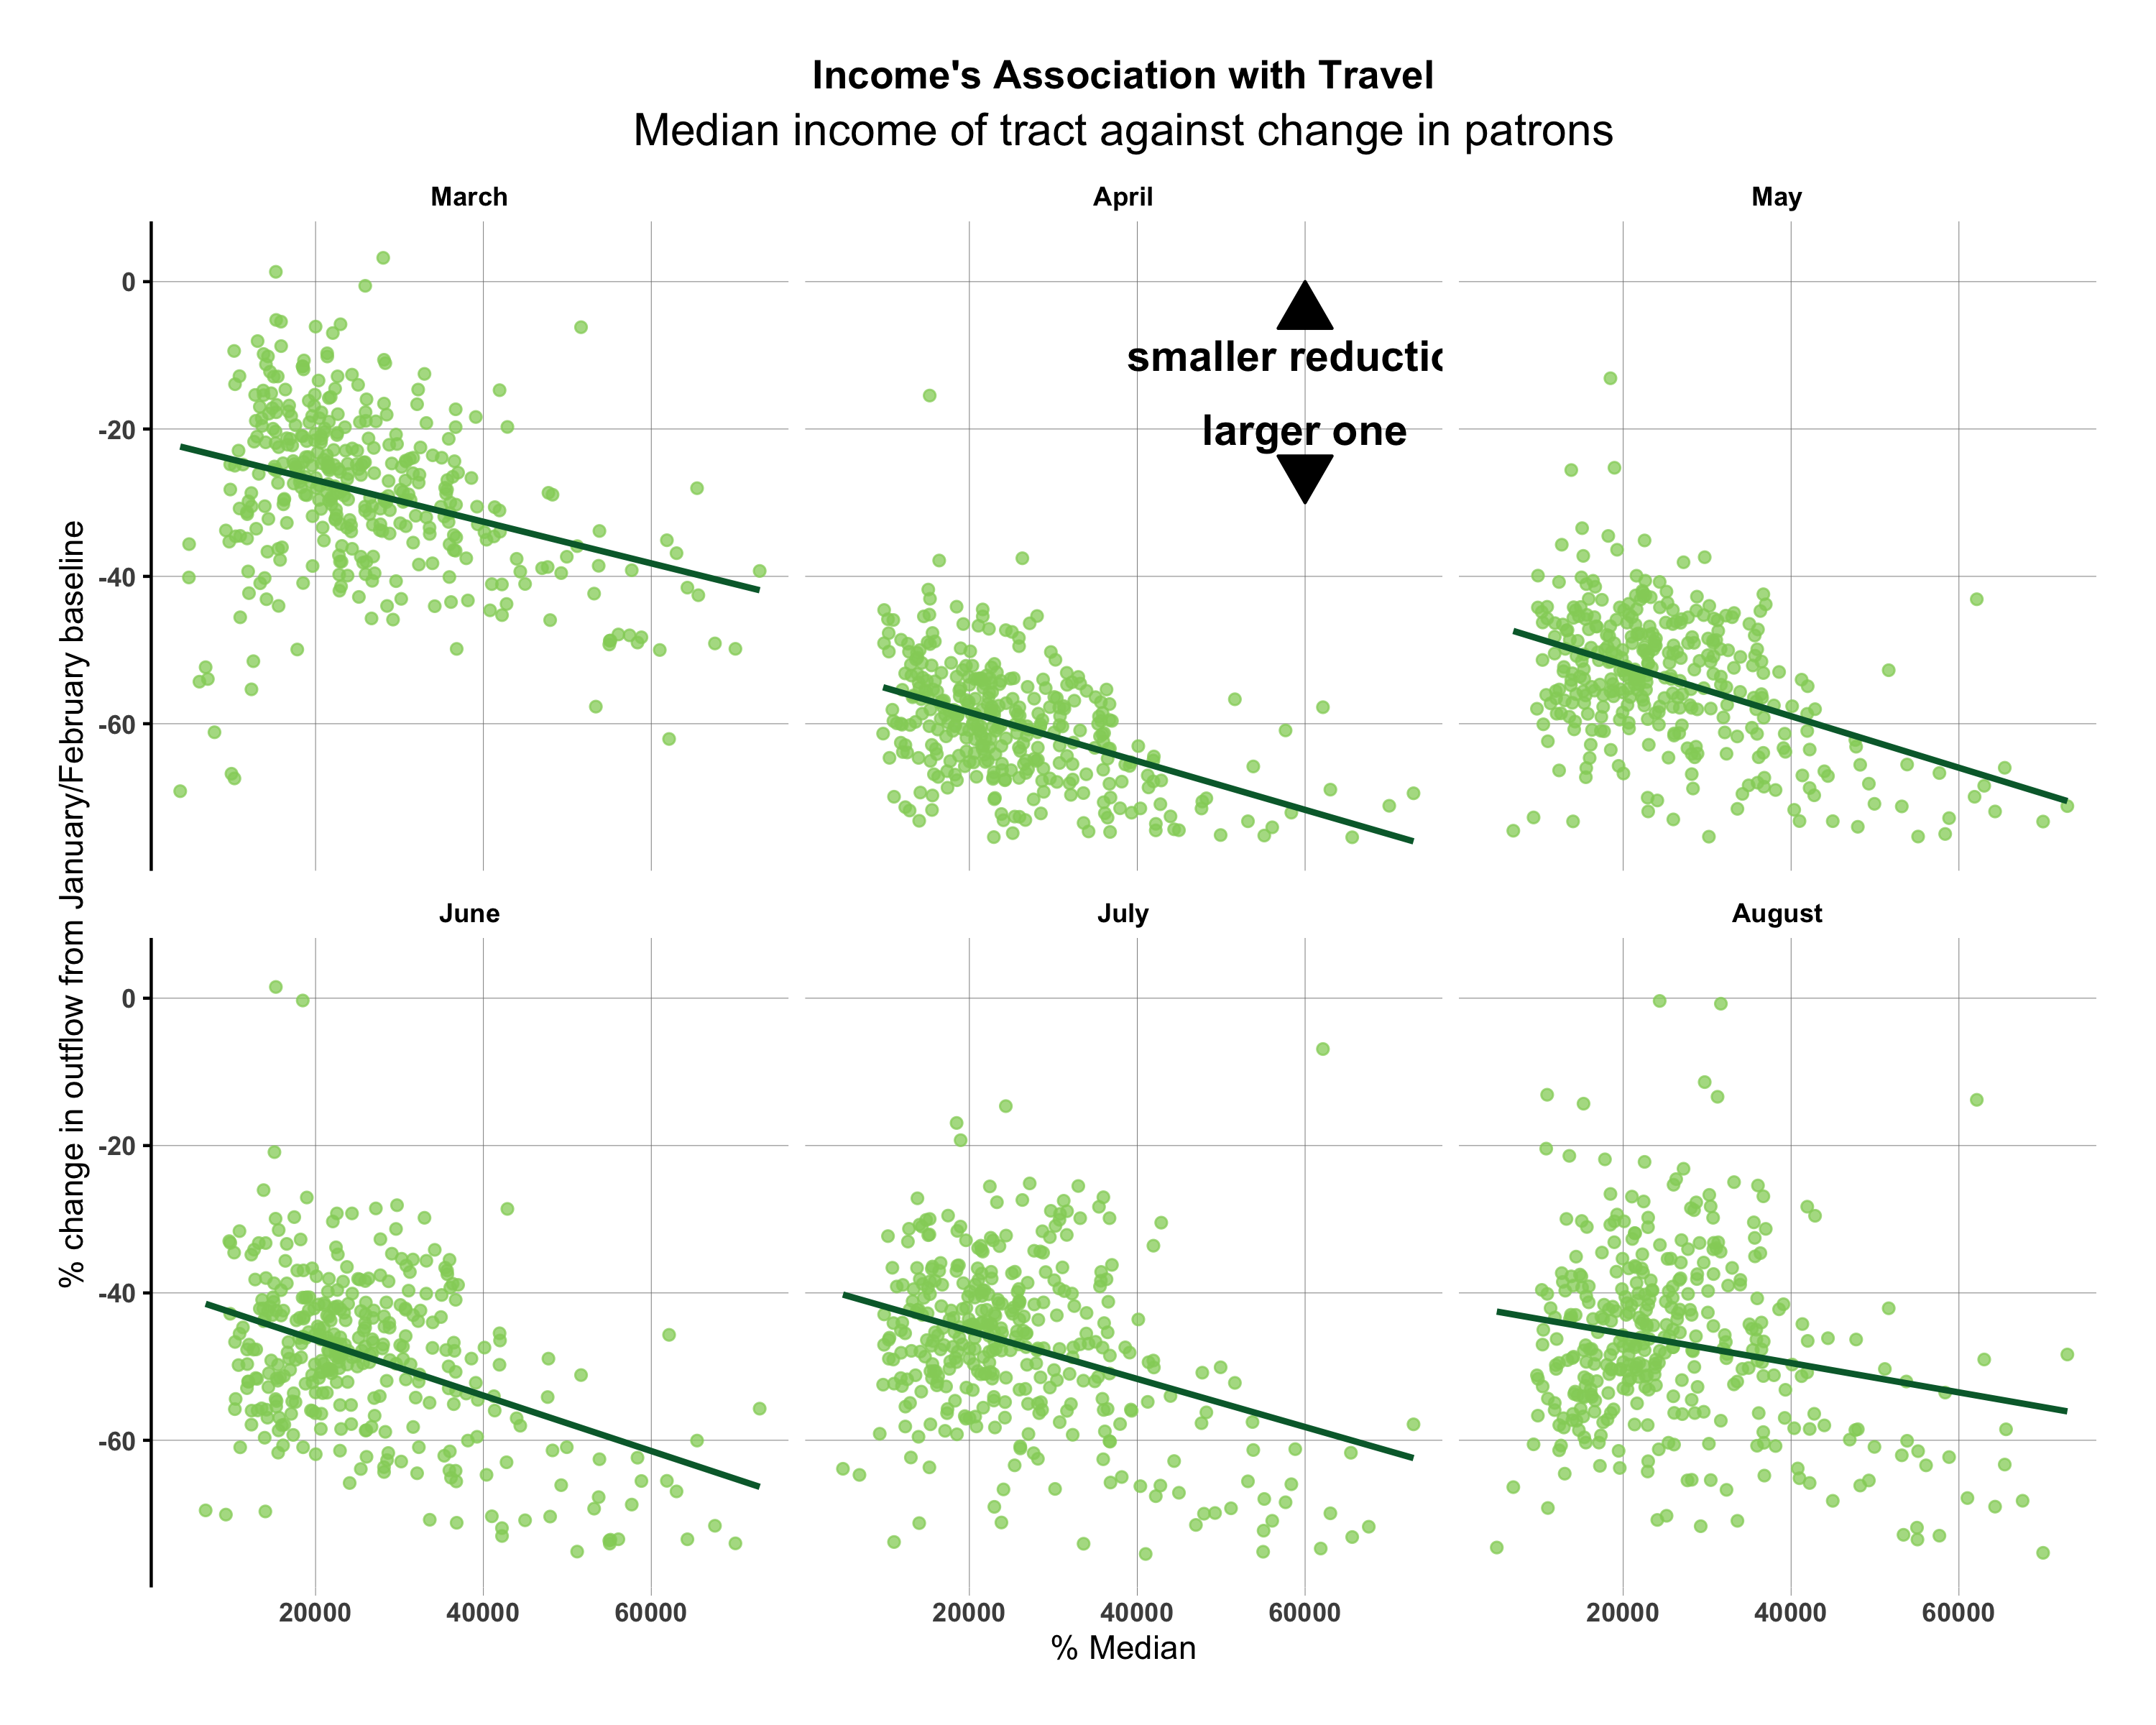 Income's Association with Travel
Median income of tract against change in patrons
March
April
May
0
-20
-40
-60
smaller reductio
larger one
% change in outflow from January/February baseline
June
July
August
0
-20
-40
-60
20000 40000 60000
20000 40000 60000
20000 40000 60000
% Median